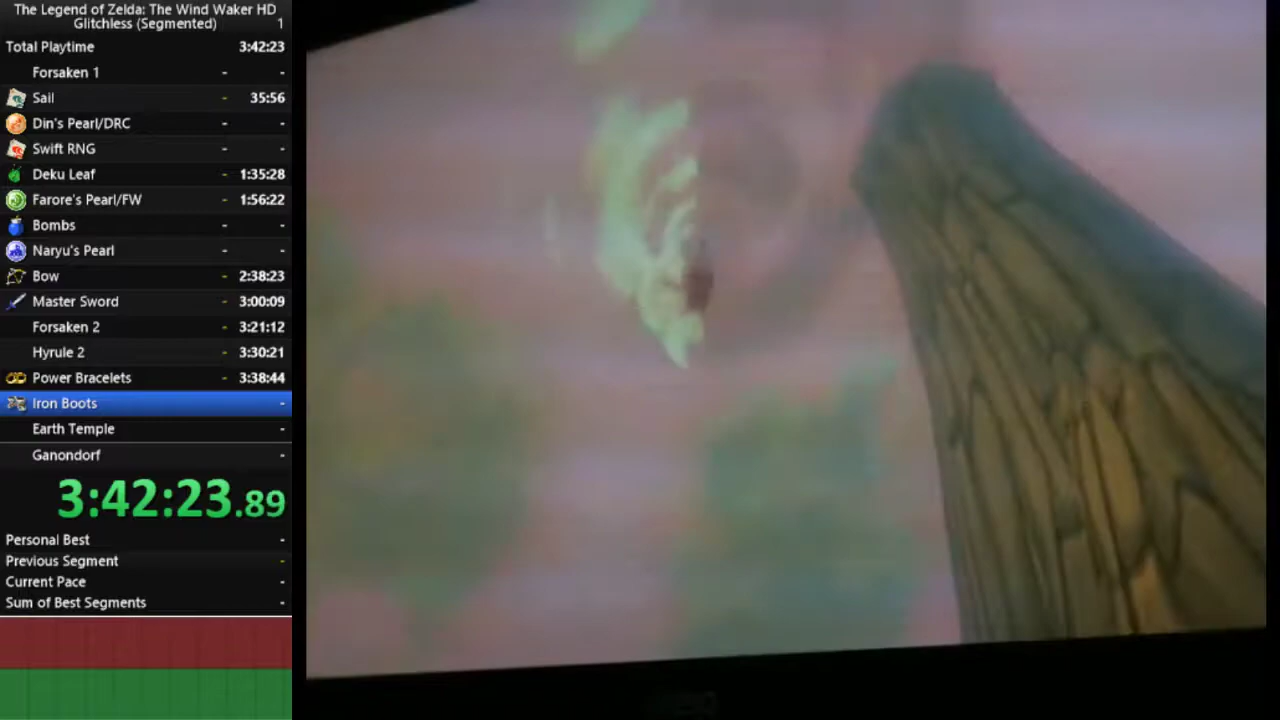 The Legend of Zelda: The Wind Waker HD
Glitchless (Segmented) 1
Total Playtime 3:42:23
Forsaken 1 - -
Sail - 35:56
Din's Pearl/DRC - -
Swift RNG - -
Deku Leaf - 1:35:28
Farore's Pearl/FW - 1:56:22
Bombs - -
Naryu's Pearl - -
Bow - 2:38:23
Master Sword - 3:00:09
Forsaken 2 - 3:21:12
Hyrule 2 - 3:30:21
Power Bracelets - 3:38:44
Iron Boots -
Earth Temple -
Ganondorf -
3:42:23.89
Personal Best -
Previous Segment -
Current Pace -
Sum of Best Segments -